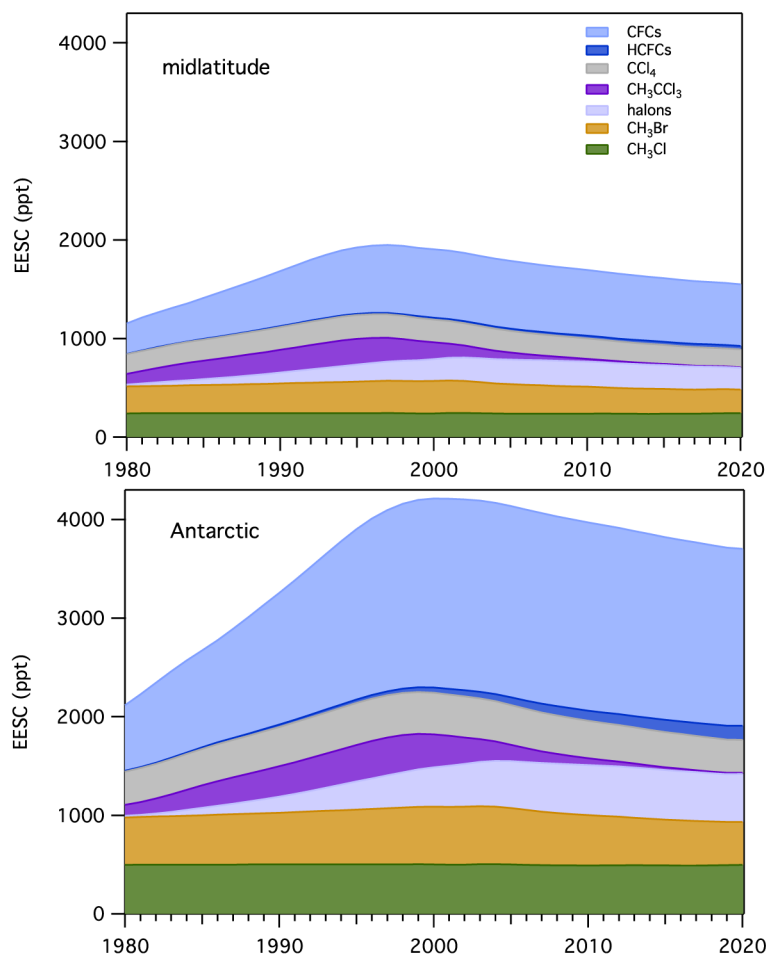 4000
midlatitude
3000
2000
1000
0
EESC (ppt)
CFCs
HCFCs
CCl₄
CH₃CCl₃
halons
CH₃Br
CH₃Cl
1980 1990 2000 2010 2020
4000
Antarctic
3000
2000
1000
0
EESC (ppt)
1980 1990 2000 2010 2020